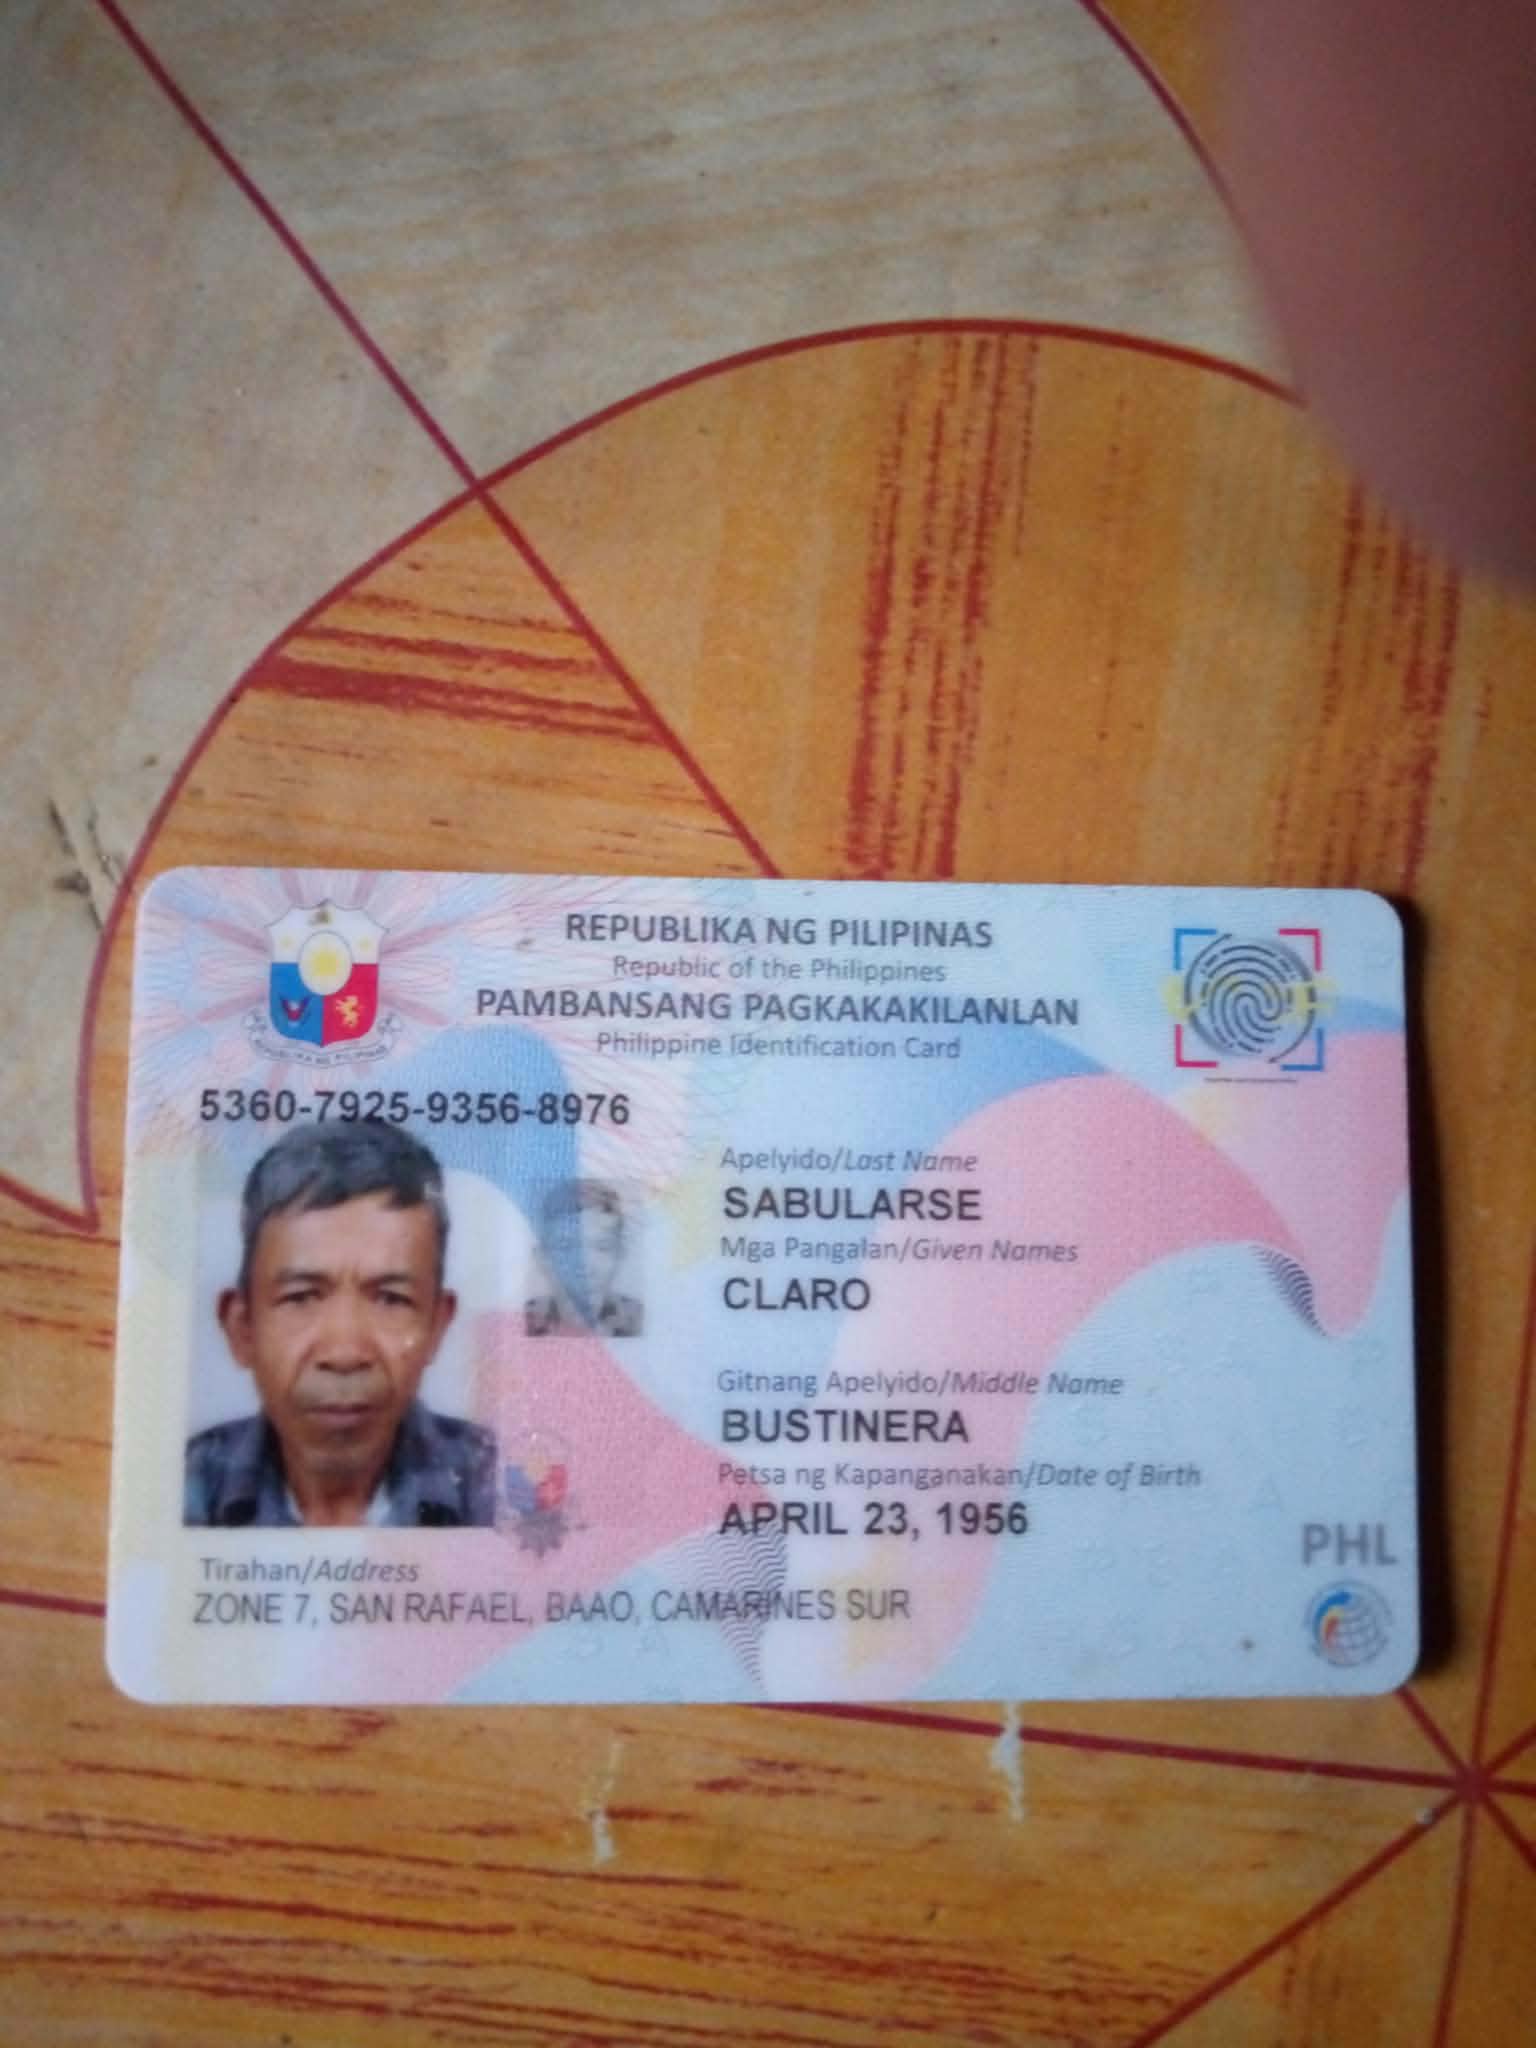 REPUBLIKA NG PILIPINAS
Republic of the Philippines
PAMBANSANG PAGKAKAKILANLAN
Philippine Identification Card
5360-7925-9356-8976
Apelyido/Last Name
SABULARSE
Mga Pangalan/Given Names
CLARO
Gitnang Apelyido/Middle Name
BUSTINERA
Petsa ng Kapanganakan/Date of Birth
APRIL 23, 1956
PHL
Tirahan/Address
ZONE 7, SAN RAFAEL, BAAO, CAMARINES SUR